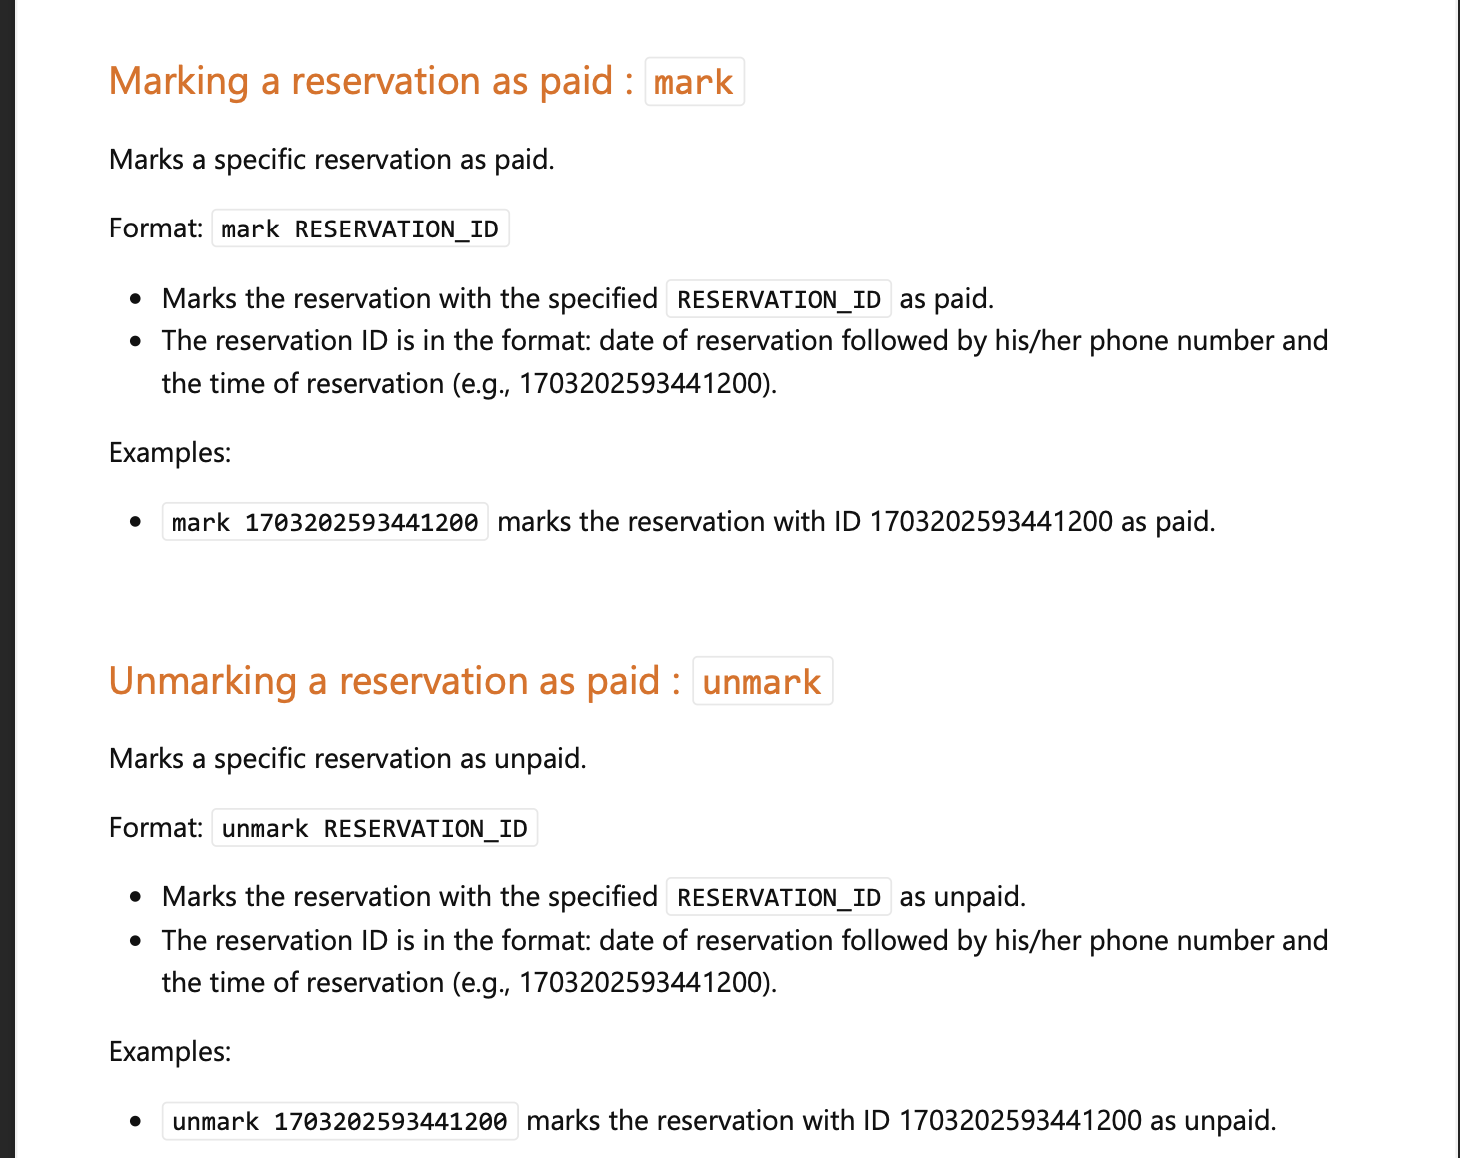 Marking a reservation as paid : mark
Marks a specific reservation as paid.
Format: mark RESERVATION_ID
• Marks the reservation with the specified RESERVATION_ID as paid.
• The reservation ID is in the format: date of reservation followed by his/her phone number and
the time of reservation (e.g., 1703202593441200).
Examples:
• mark 1703202593441200 marks the reservation with ID 1703202593441200 as paid.
Unmarking a reservation as paid : unmark
Marks a specific reservation as unpaid.
Format: unmark RESERVATION_ID
• Marks the reservation with the specified RESERVATION_ID as unpaid.
• The reservation ID is in the format: date of reservation followed by his/her phone number and
the time of reservation (e.g., 1703202593441200).
Examples:
• unmark 1703202593441200 marks the reservation with ID 1703202593441200 as unpaid.